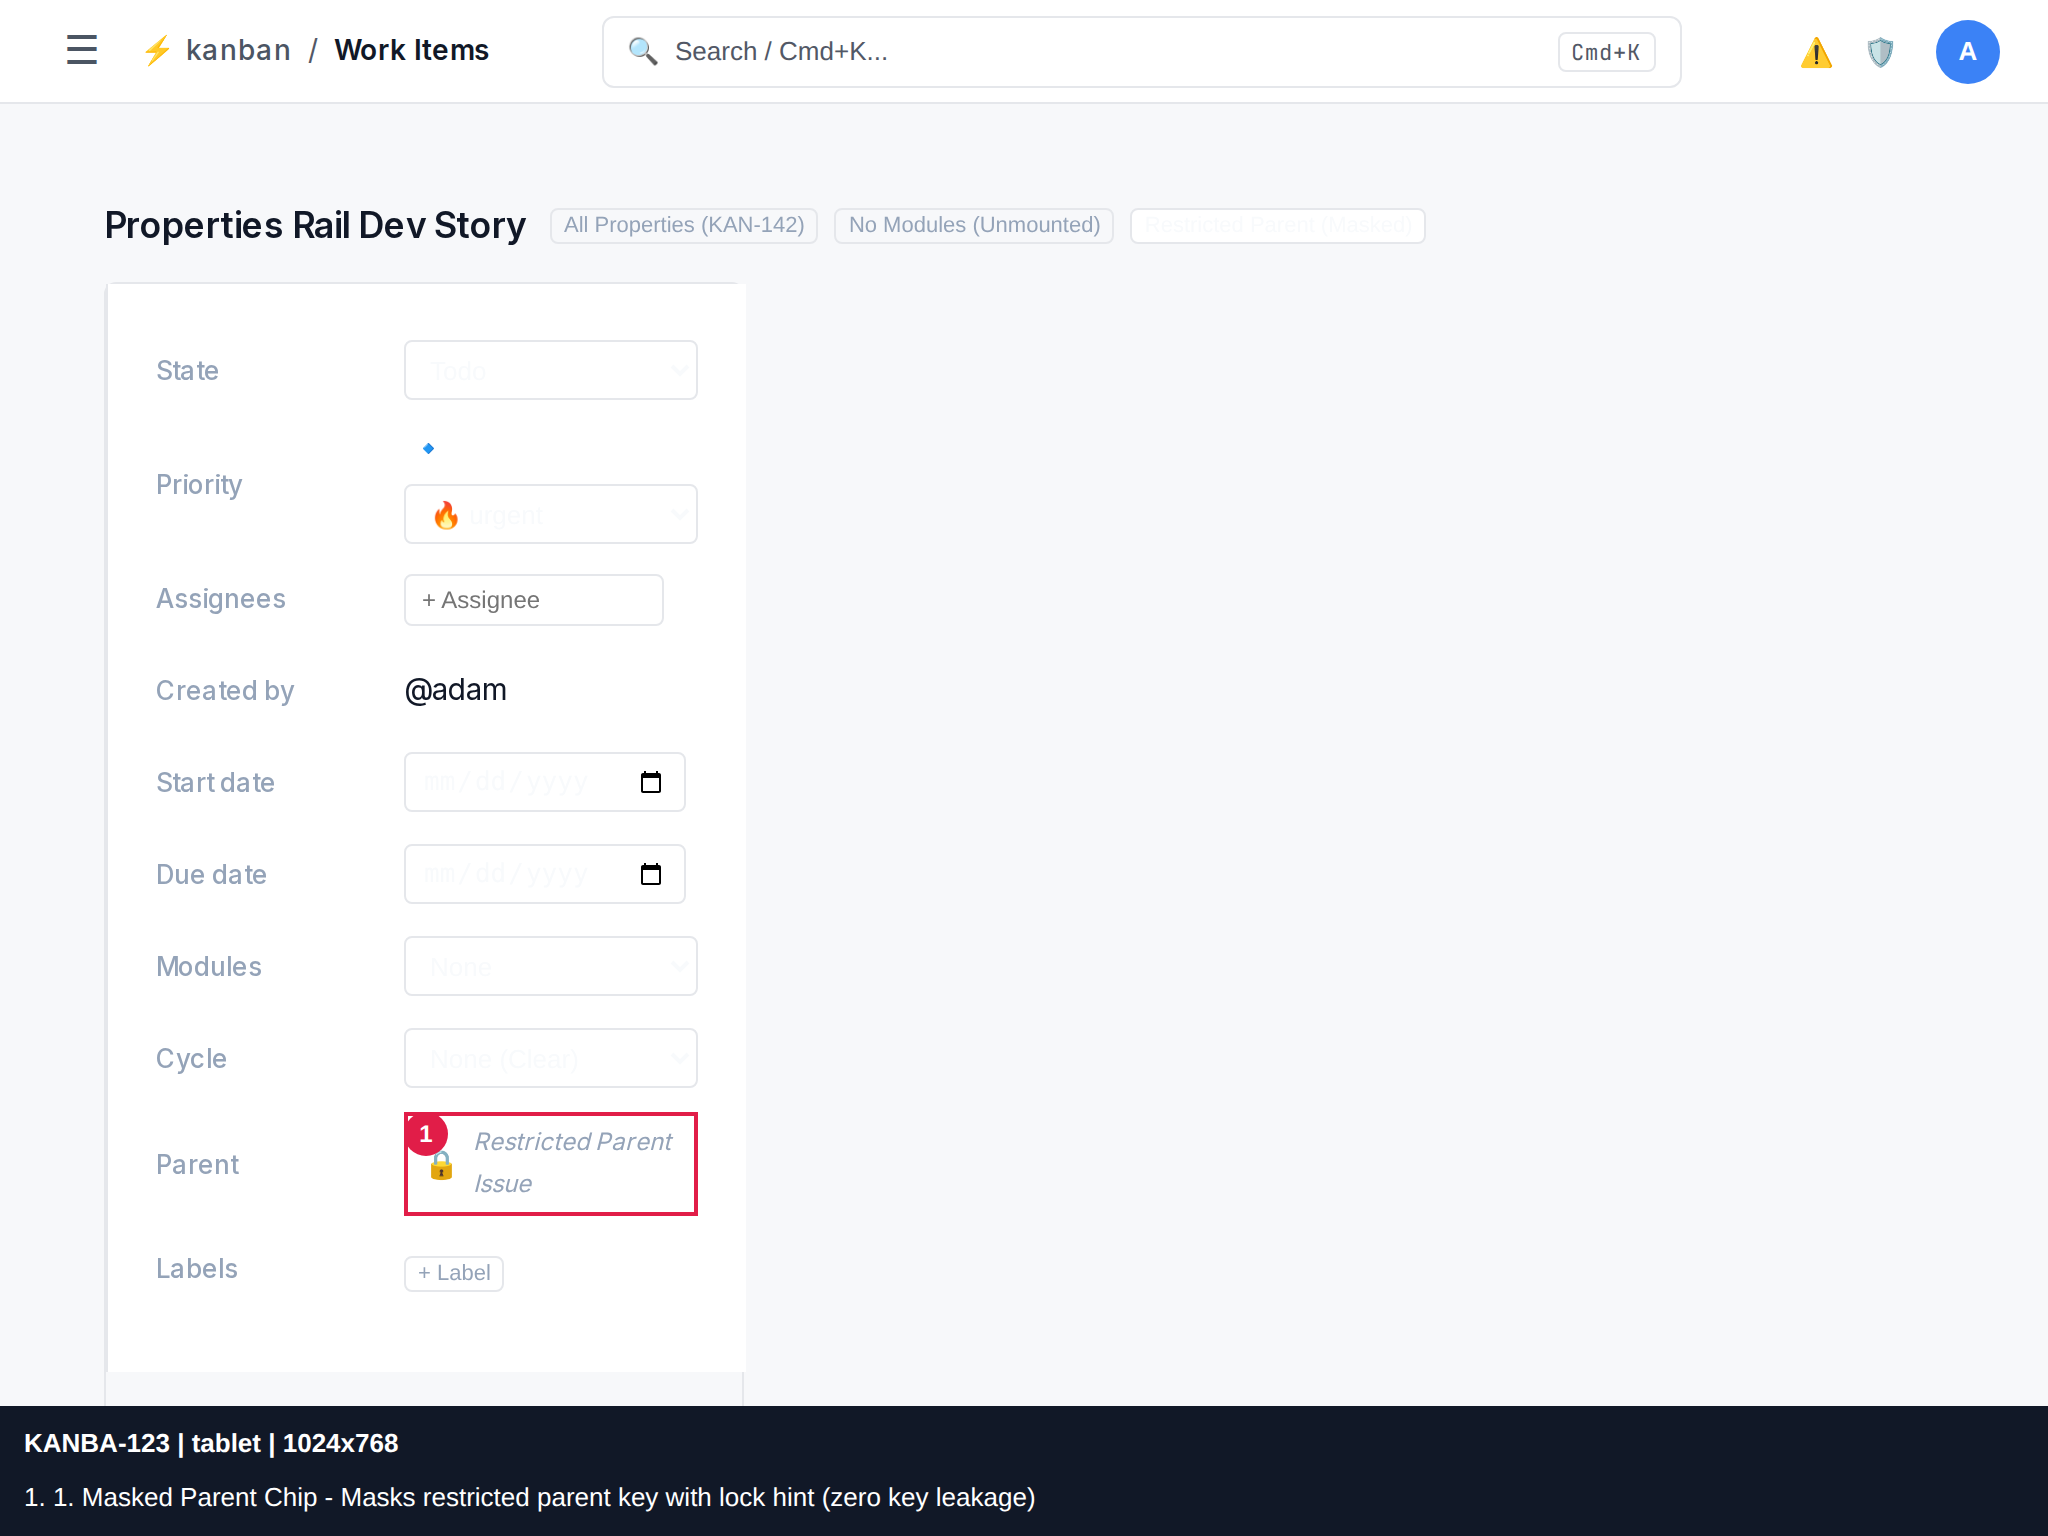 kanban / Work Items
Search / Cmd+K...
Cmd+K
A
Properties Rail Dev Story
All Properties (KAN-142)
No Modules (Unmounted)
Restricted Parent (Masked)
State
Todo
Priority
urgent
Assignees
+ Assignee
Created by
@adam
Start date
mm/dd/yyyy
Due date
mm/dd/yyyy
Modules
None
Cycle
None (Clear)
Parent
1
Restricted Parent
Issue
Labels
+ Label
KANBA-123 | tablet | 1024x768
1. 1. Masked Parent Chip - Masks restricted parent key with lock hint (zero key leakage)